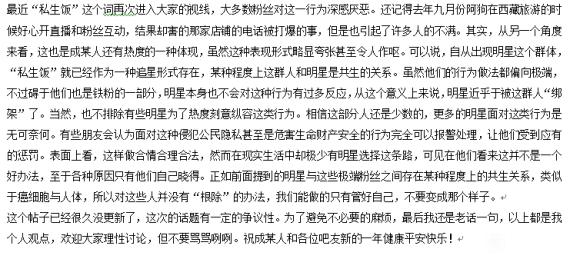 最近“私生饭”这个词再次进入大家的视线，大多数粉丝对这一行为深感厌恶。还记得去年九月份阿狗在西藏旅游的时
候好心开直播和粉丝互动，结果却害的那家店铺的电话被打爆的事，但是也引起了许多人的不满。其实，从另一个角度
来看，这也是成某人还有热度的一种体现，虽然这种表现形式略显夸张甚至令人作呕。可以说，自从出现明星这个群体，
“私生饭”就已经作为一种追星形式存在，某种程度上这群人和明星是共生的关系。虽然他们的行为做法都偏向极端，
不过碍于他们也是铁粉的一部分，明星本身也不会对这种行为有过多反应，从这个意义上来说，明星近乎于被这群人“绑
架”了。当然，也不排除有些明星为了热度刻意纵容这类行为。相信这部分人还是少数的，更多的明星面对这类行为是
无可奈何。有些朋友会认为面对这种侵犯公民隐私甚至是危害生命财产安全的行为完全可以报警处理，让他们受到应有
的惩罚。表面上看，这样做合情合理合法，然而在现实生活中却极少有明星选择这条路，可见在他们看来这并不是一个
好办法，至于各种原因只有他们自己晓得。正如前面提到的明星与这些极端粉丝之间存在某种程度上的共生关系，类似
于癌细胞与人体，所以对这些人并没有“根除”的办法，我们能做的只有管好自己，不要变成那个样子。
这个帖子已经很久没更新了，这次的话题有一定的争议性。为了避免不必要的麻烦，最后我还是老话一句，以上都是我
个人观点，欢迎大家理性讨论，但不要骂骂咧咧。祝成某人和各位吧友新的一年健康平安快乐！